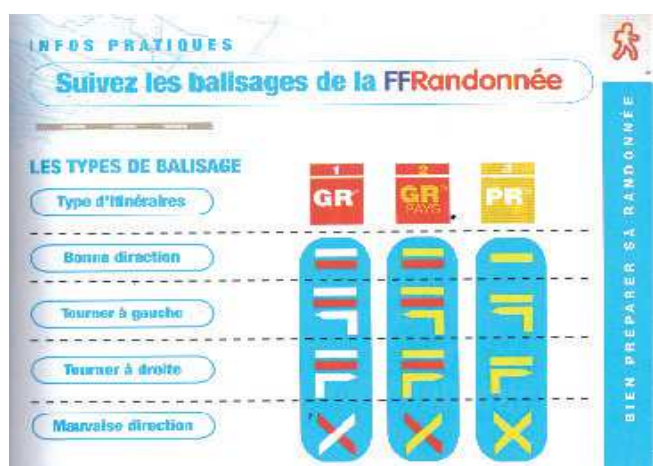 INFOS PRATIQUES
Suivez les balisages de la FFRandonnée
LES TYPES DE BALISAGE
1
2
3
Type d'itinéraires
GR
GR
PAYS
PR
Bonne direction
Tourner à gauche
Tourner à droite
Mauvaise direction
BIEN PRÉPARER SA RANDONNÉE